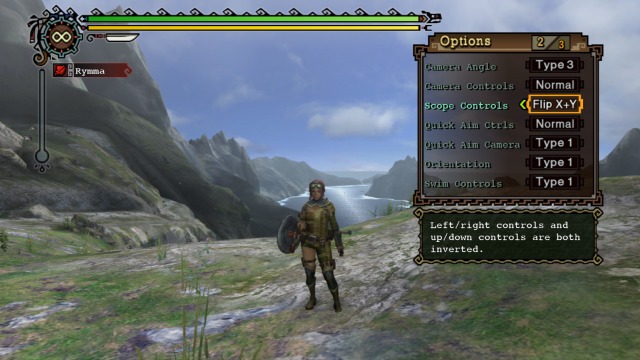 Rymma
Options 2/3
Camera Angle Type 3
Camera Controls Normal
Scope Controls Flip X+Y
Quick Aim Ctrls Normal
Quick Aim Camera Type 1
Orientation Type 1
Swim Controls Type 1
Left/right controls and
up/down controls are both
inverted.